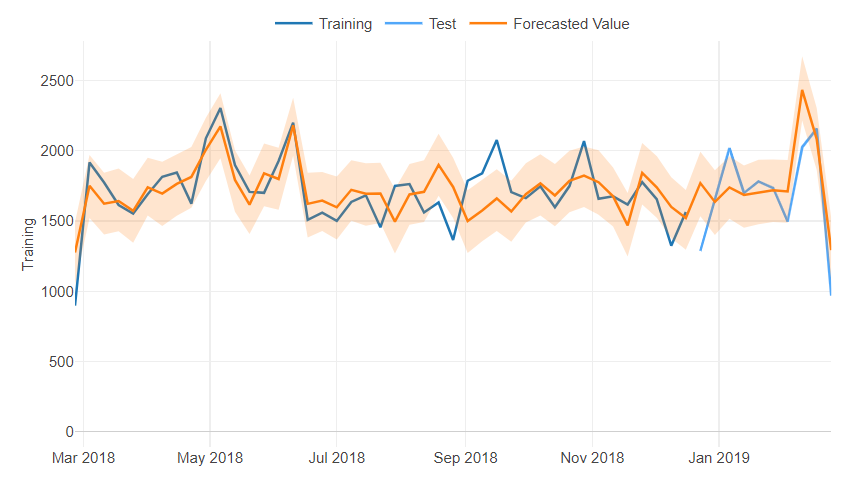 Training Test Forecasted Value
2500
2000
1500
1000
500
0
Training
Mar 2018 May 2018 Jul 2018 Sep 2018 Nov 2018 Jan 2019